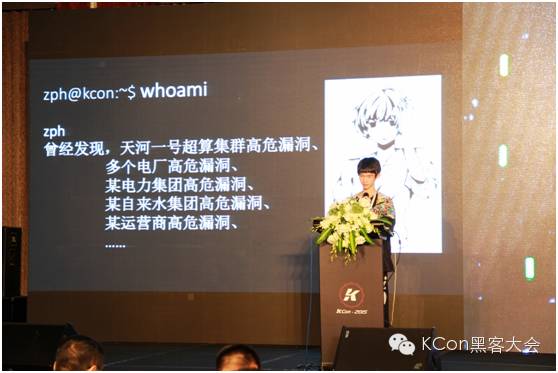 zph@kcon:~$ whoami
zph
曾经发现，天河一号超算集群高危漏洞、
多个电厂高危漏洞、
某电力集团高危漏洞、
某自来水集团高危漏洞、
某运营商高危漏洞、
......
K
KCon · 2015
KCon黑客大会